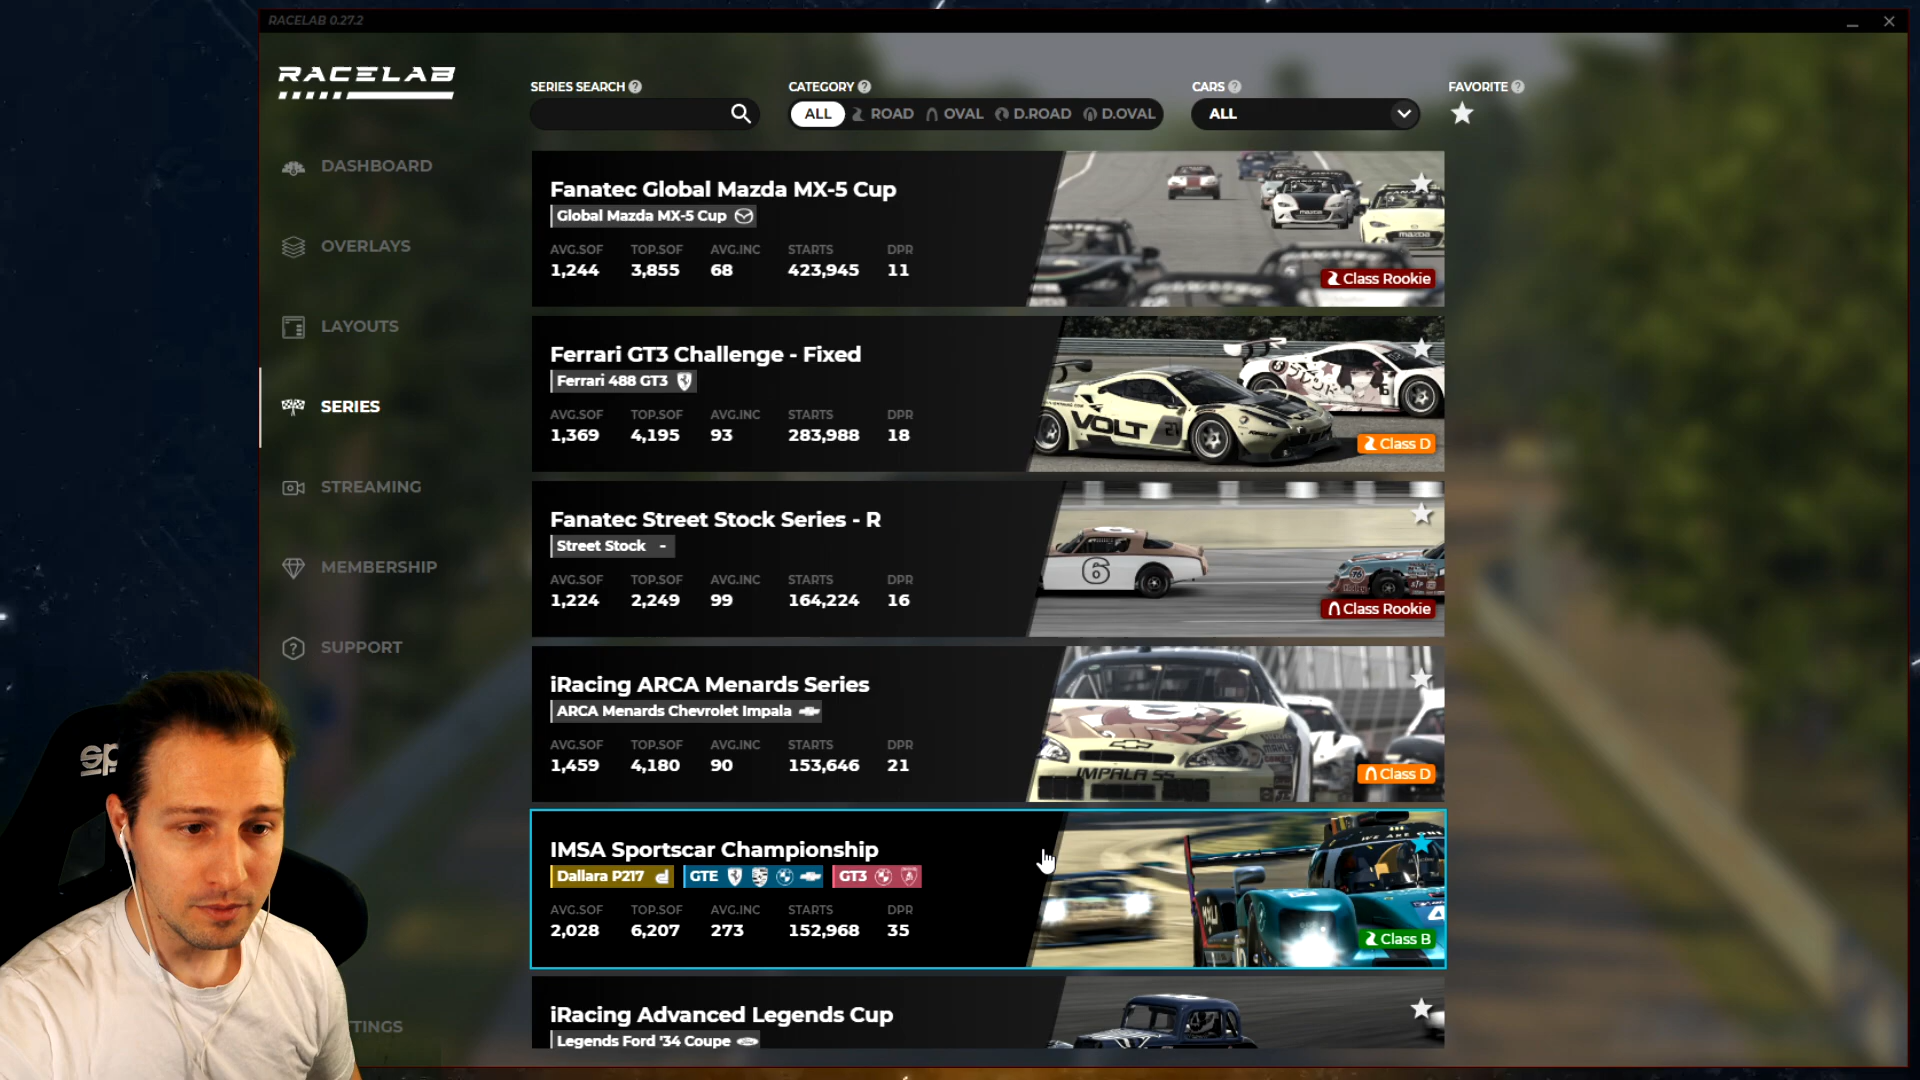 RACELAB 0.27.2
RACELAB
SERIES SEARCH ?
CATEGORY ?
CARS ?
FAVORITE ?
ALL ROAD OVAL D.ROAD D.OVAL
ALL
DASHBOARD
OVERLAYS
LAYOUTS
SERIES
STREAMING
MEMBERSHIP
? SUPPORT
TINGS
sp
Fanatec Global Mazda MX-5 Cup
Global Mazda MX-5 Cup
AVG.SOF TOP.SOF AVG.INC STARTS DPR
1,244 3,855 68 423,945 11
Class Rookie
Ferrari GT3 Challenge - Fixed
Ferrari 488 GT3
AVG.SOF TOP.SOF AVG.INC STARTS DPR
1,369 4,195 93 283,988 18
VOLT
Class D
Fanatec Street Stock Series - R
Street Stock -
AVG.SOF TOP.SOF AVG.INC STARTS DPR
1,224 2,249 99 164,224 16
6
Class Rookie
iRacing ARCA Menards Series
ARCA Menards Chevrolet Impala
AVG.SOF TOP.SOF AVG.INC STARTS DPR
1,459 4,180 90 153,646 21
IMPALA SS
Class D
IMSA Sportscar Championship
Dallara P217 GTE GT3
AVG.SOF TOP.SOF AVG.INC STARTS DPR
2,028 6,207 273 152,968 35
WE ARE
Class B
iRacing Advanced Legends Cup
Legends Ford '34 Coupe